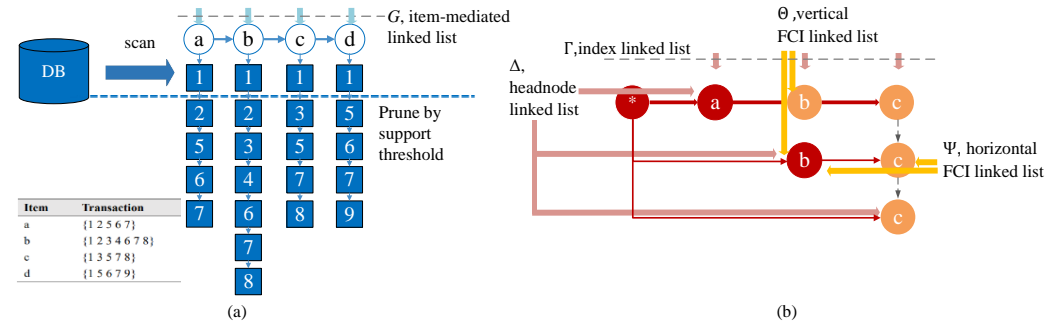 G, item-mediated
linked list
scan
DB
a b c d
1 1 1 1
2 2 3 5
5 3 5 6
6 4 7 7
7 6 8 9
7
8
Prune by
support
threshold
Item Transaction
a {1 2 5 6 7}
b {1 2 3 4 6 7 8}
c {1 3 5 7 8}
d {1 5 6 7 9}
(a)
Θ ,vertical
FCI linked list
Γ,index linked list
Δ,
headnode
linked list
* a b c
b c
c
Ψ, horizontal
FCI linked list
(b)